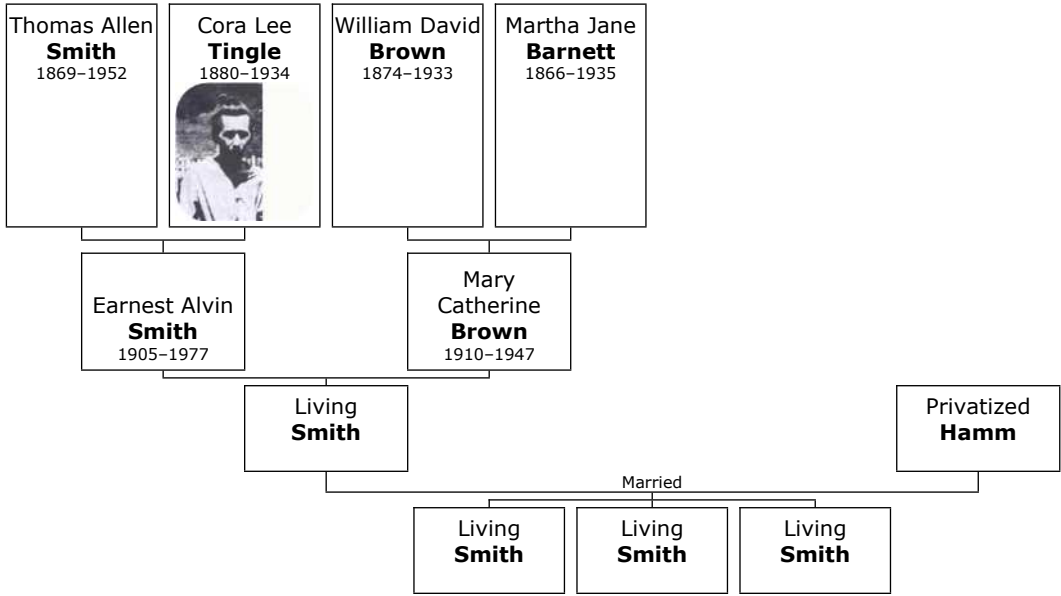 Thomas Allen
Smith
1869–1952
Cora Lee
Tingle
1880–1934
William David
Brown
1874–1933
Martha Jane
Barnett
1866–1935
Earnest Alvin
Smith
1905–1977
Mary
Catherine
Brown
1910–1947
Living
Smith
Privatized
Hamm
Married
Living
Smith
Living
Smith
Living
Smith